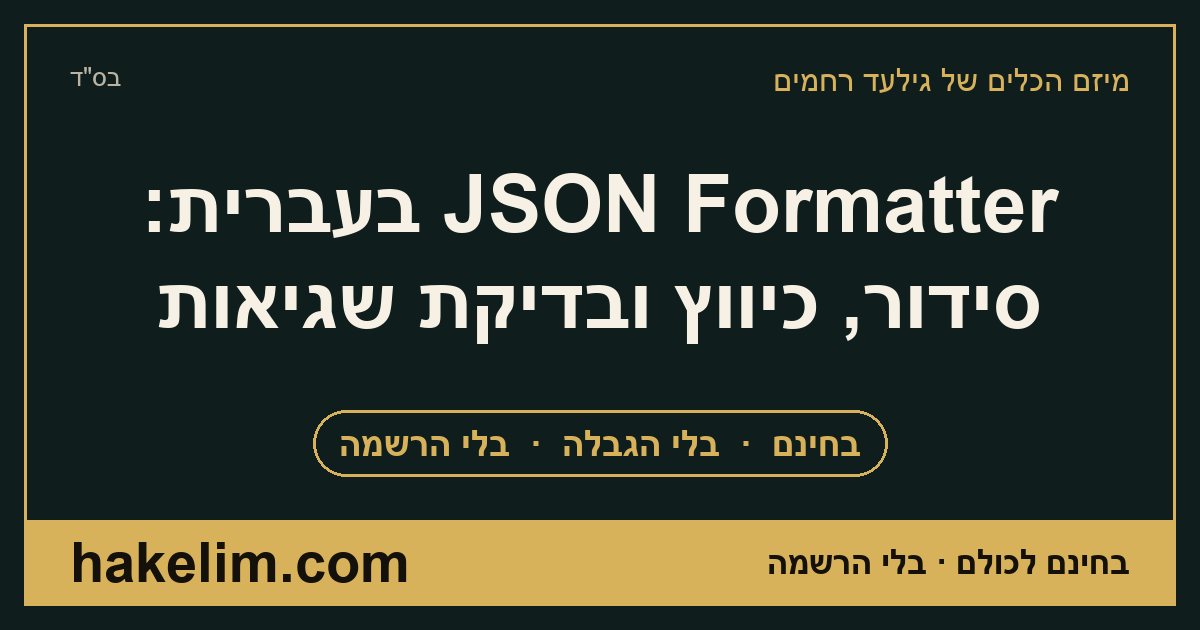 מיזם הכלים של גילעד רחמים
בס"ד
JSON Formatter בעברית:
סידור, כיווץ ובדיקת שגיאות
בחינם · בלי הגבלה · בלי הרשמה
בחינם לכולם · בלי הרשמה
hakelim.com